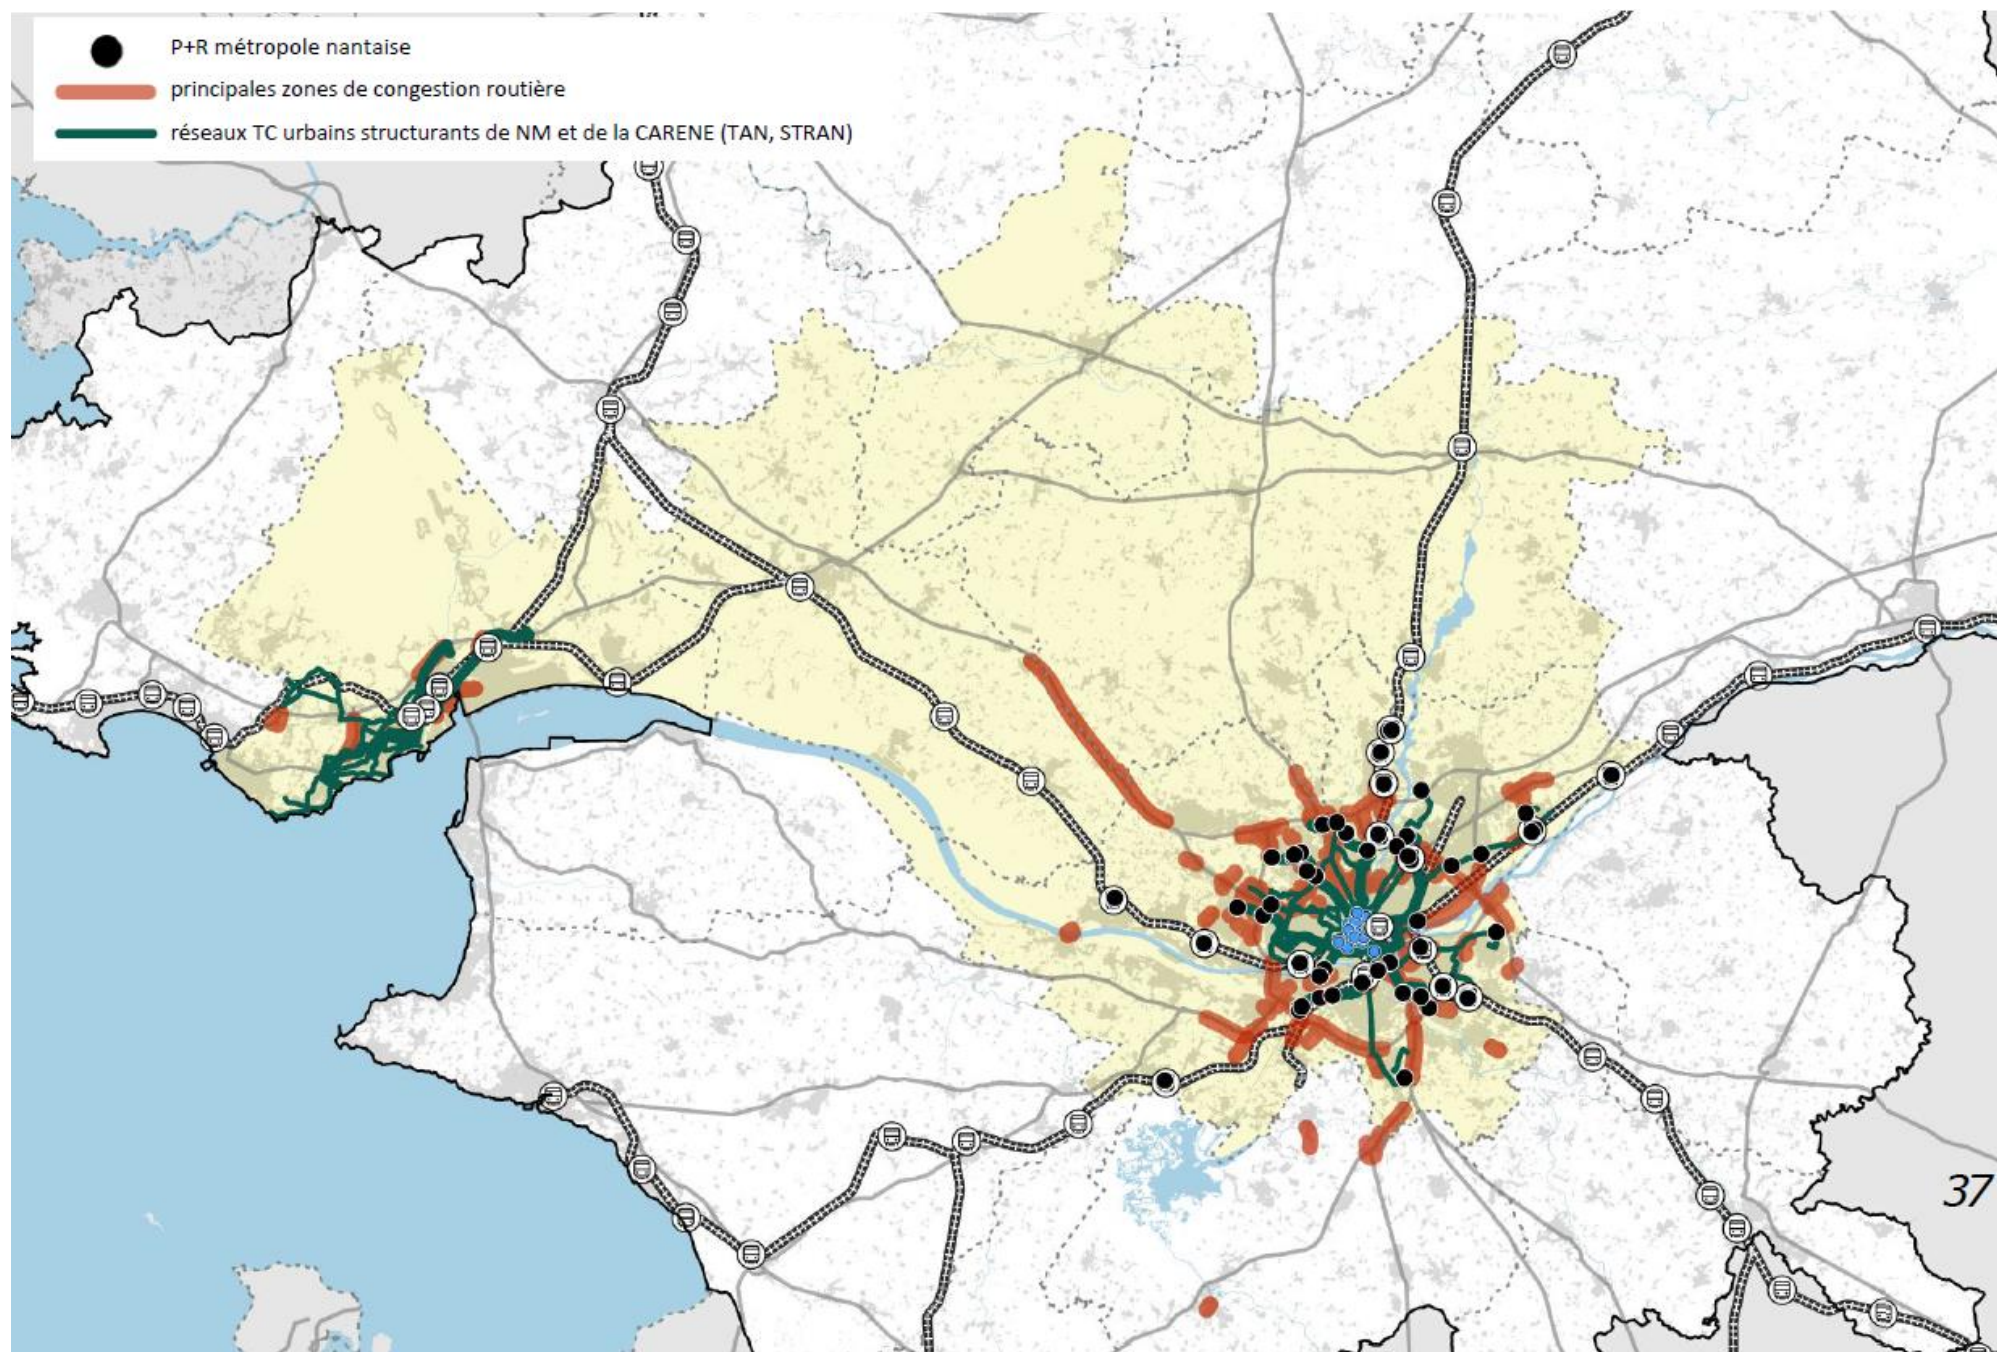 P+R métropole nantaise
principales zones de congestion routière
réseaux TC urbains structurants de NM et de la CARENE (TAN, STRAN)
37